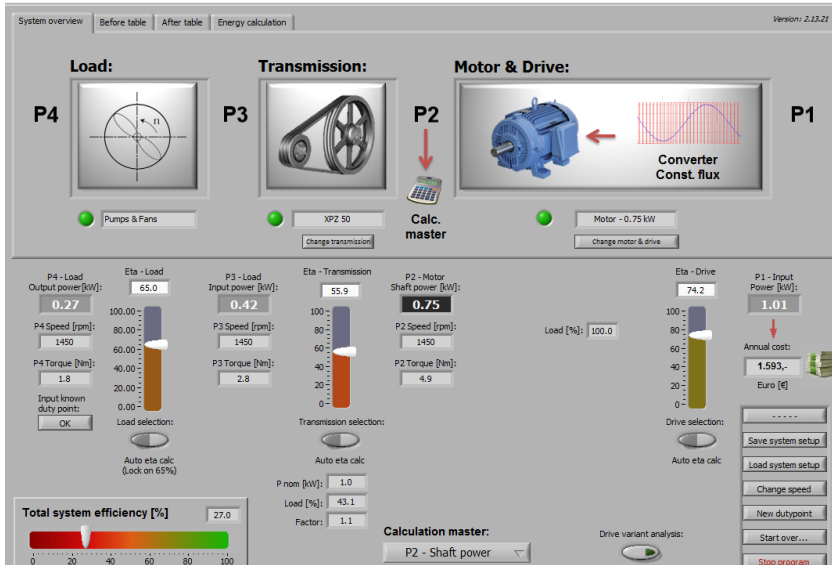 System overview Before table After table Energy calculation Version: 2.13.21
Load: Transmission: Motor & Drive:
P4 P3 P2 P1
n
Converter
Const. flux
Calc.
master
Pumps & Fans XPZ 50 Motor - 0.75 kW
Change transmission Change motor & drive
P4 - Load
Output power[kW]:
0.27
P4 Speed [rpm]:
1450
P4 Torque [Nm]:
1.8
Input known
duty point:
OK
Eta - Load
65.0
100.00
80.00
60.00
40.00
20.00
0.00
Load selection:
Auto eta calc
(Lock on 65%)
P3 - Load
Input power [kW]:
0.42
P3 Speed [rpm]:
1450
P3 Torque [Nm]:
2.8
Eta - Transmission
55.9
100
80
60
40
20
0
Transmission selection:
Auto eta calc
P nom [kW]: 1.0
Load [%]: 43.1
Factor: 1.1
P2 - Motor
Shaft power [kW]:
0.75
P2 Speed [rpm]:
1450
P2 Torque [Nm]:
4.9
Load [%]: 100.0
Eta - Drive
74.2
100
80
60
40
20
0
Drive selection:
Auto eta calc
P1 - Input
Power [kW]:
1.01
Annual cost:
1.593,-
Euro [€]
- - - - -
Save system setup
Load system setup
Change speed
New dutypoint
Start over...
Stop program
Total system efficiency [%] 27.0
0 20 40 60 80 100
Calculation master:
P2 - Shaft power
Drive variant analysis: